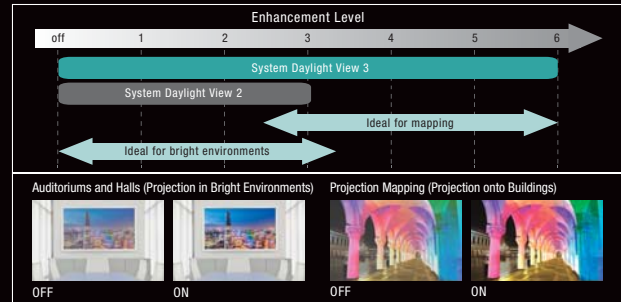 Enhancement Level
off 1 2 3 4 5 6
System Daylight View 3
System Daylight View 2
Ideal for mapping
Ideal for bright environments
Auditoriums and Halls (Projection in Bright Environments)
Projection Mapping (Projection onto Buildings)
OFF ON OFF ON